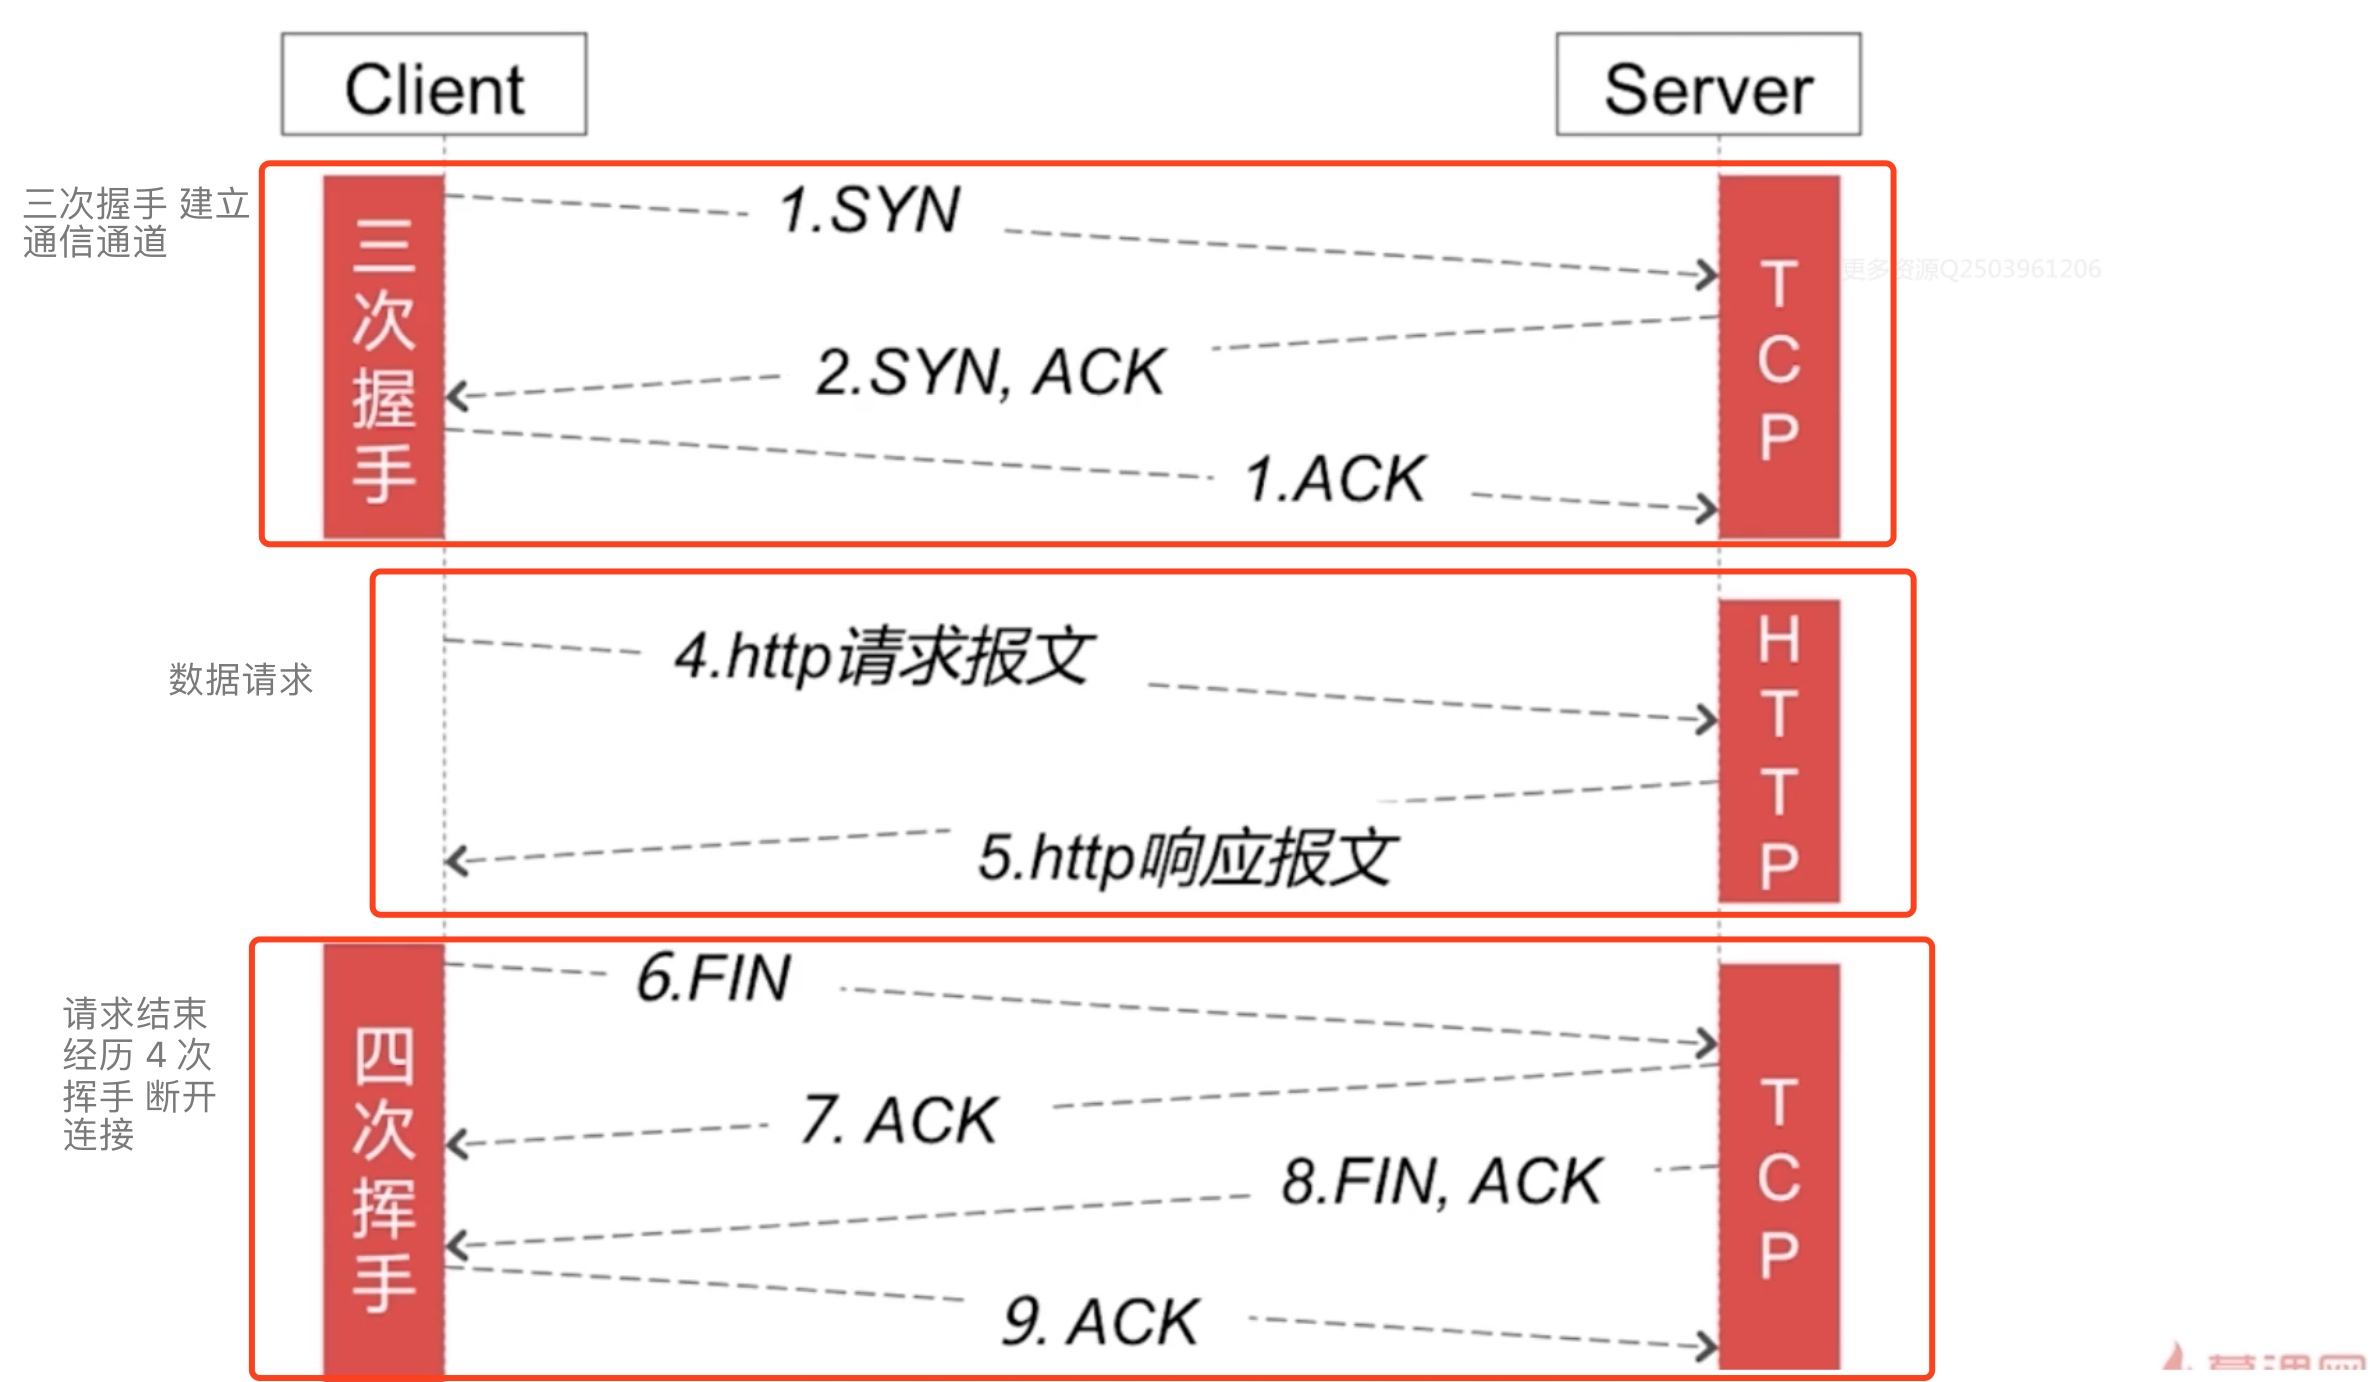 Client
Server
三次握手 建立
通信通道
三次握手
1.SYN
2.SYN, ACK
1.ACK
TCP
更多资源Q2503961206
数据请求
4.http请求报文
5.http响应报文
HTTP
请求结束
经历 4 次
挥手 断开
连接
四次挥手
6.FIN
7. ACK
8.FIN, ACK
9. ACK
TCP